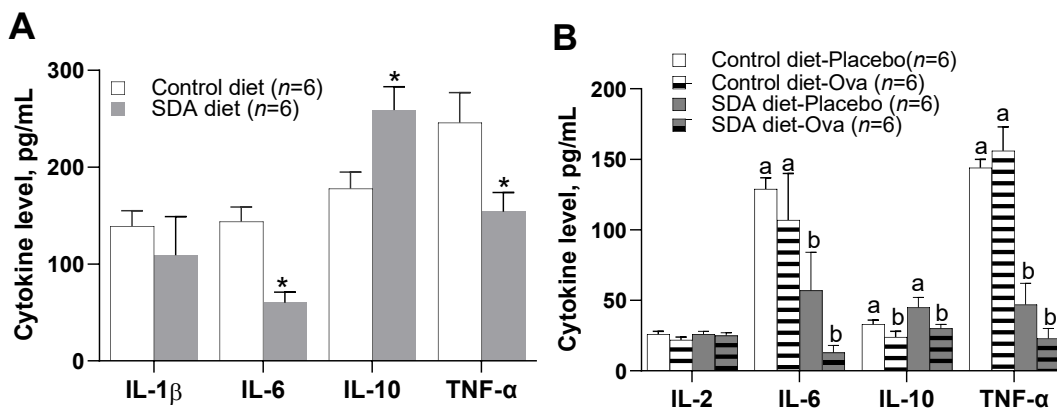 A
Cytokine level, pg/mL
300
200
100
0
Control diet (n=6)
SDA diet (n=6)
*
*
*
IL-1β
IL-6
IL-10
TNF-α
B
Cytokine level, pg/mL
200
150
100
50
0
Control diet-Placebo(n=6)
Control diet-Ova (n=6)
SDA diet-Placebo (n=6)
SDA diet-Ova (n=6)
a
a
b
b
a
b
a
b
a
a
b
b
IL-2
IL-6
IL-10
TNF-α